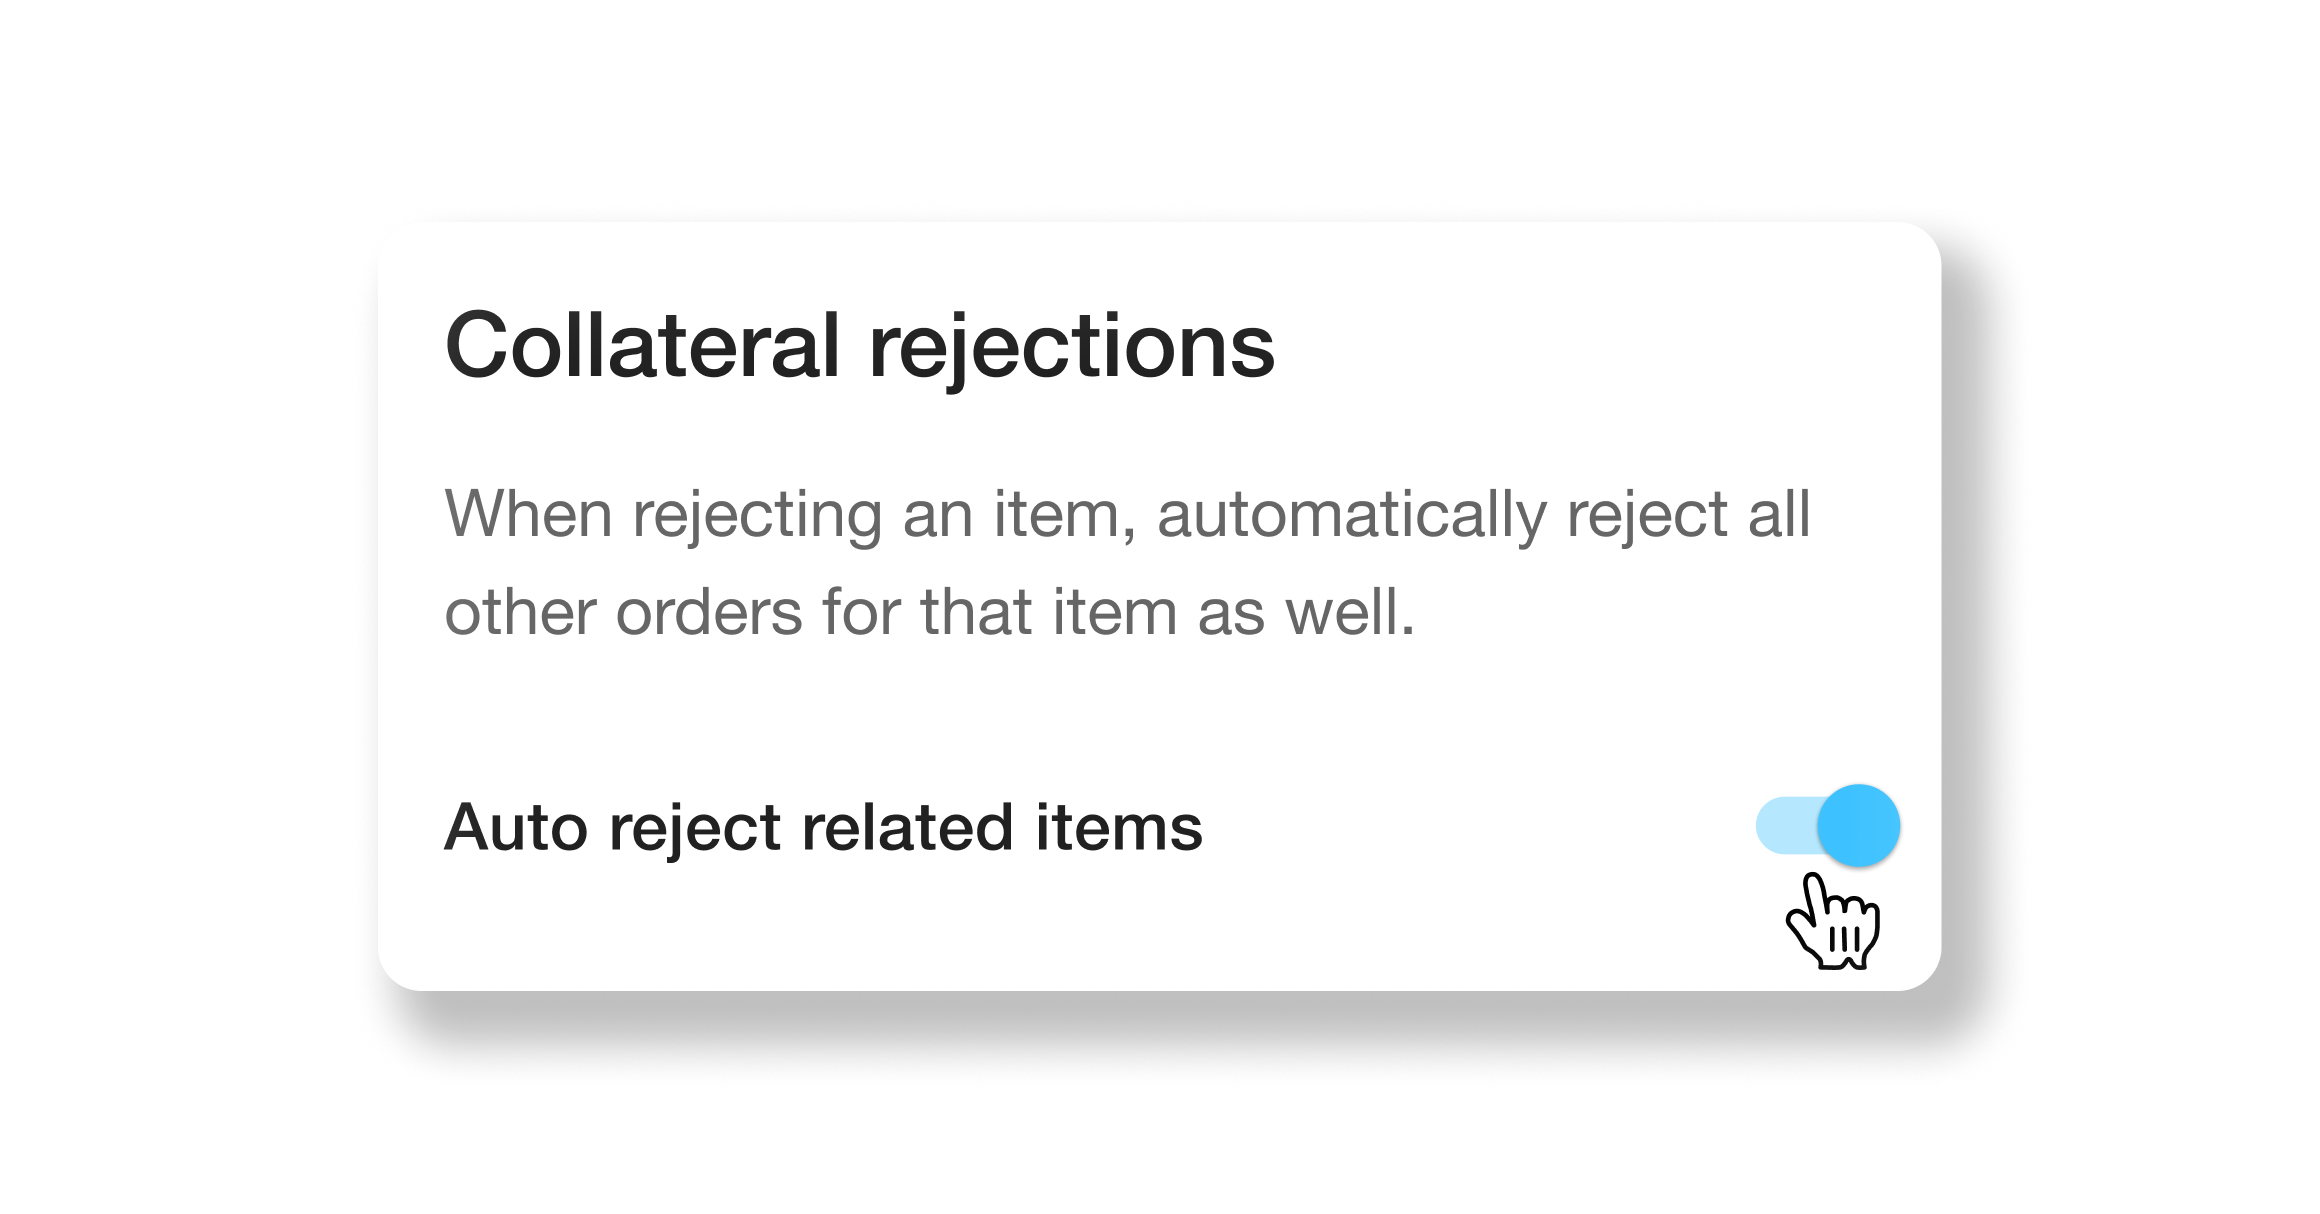 Collateral rejections
When rejecting an item, automatically reject all
other orders for that item as well.
Auto reject related items